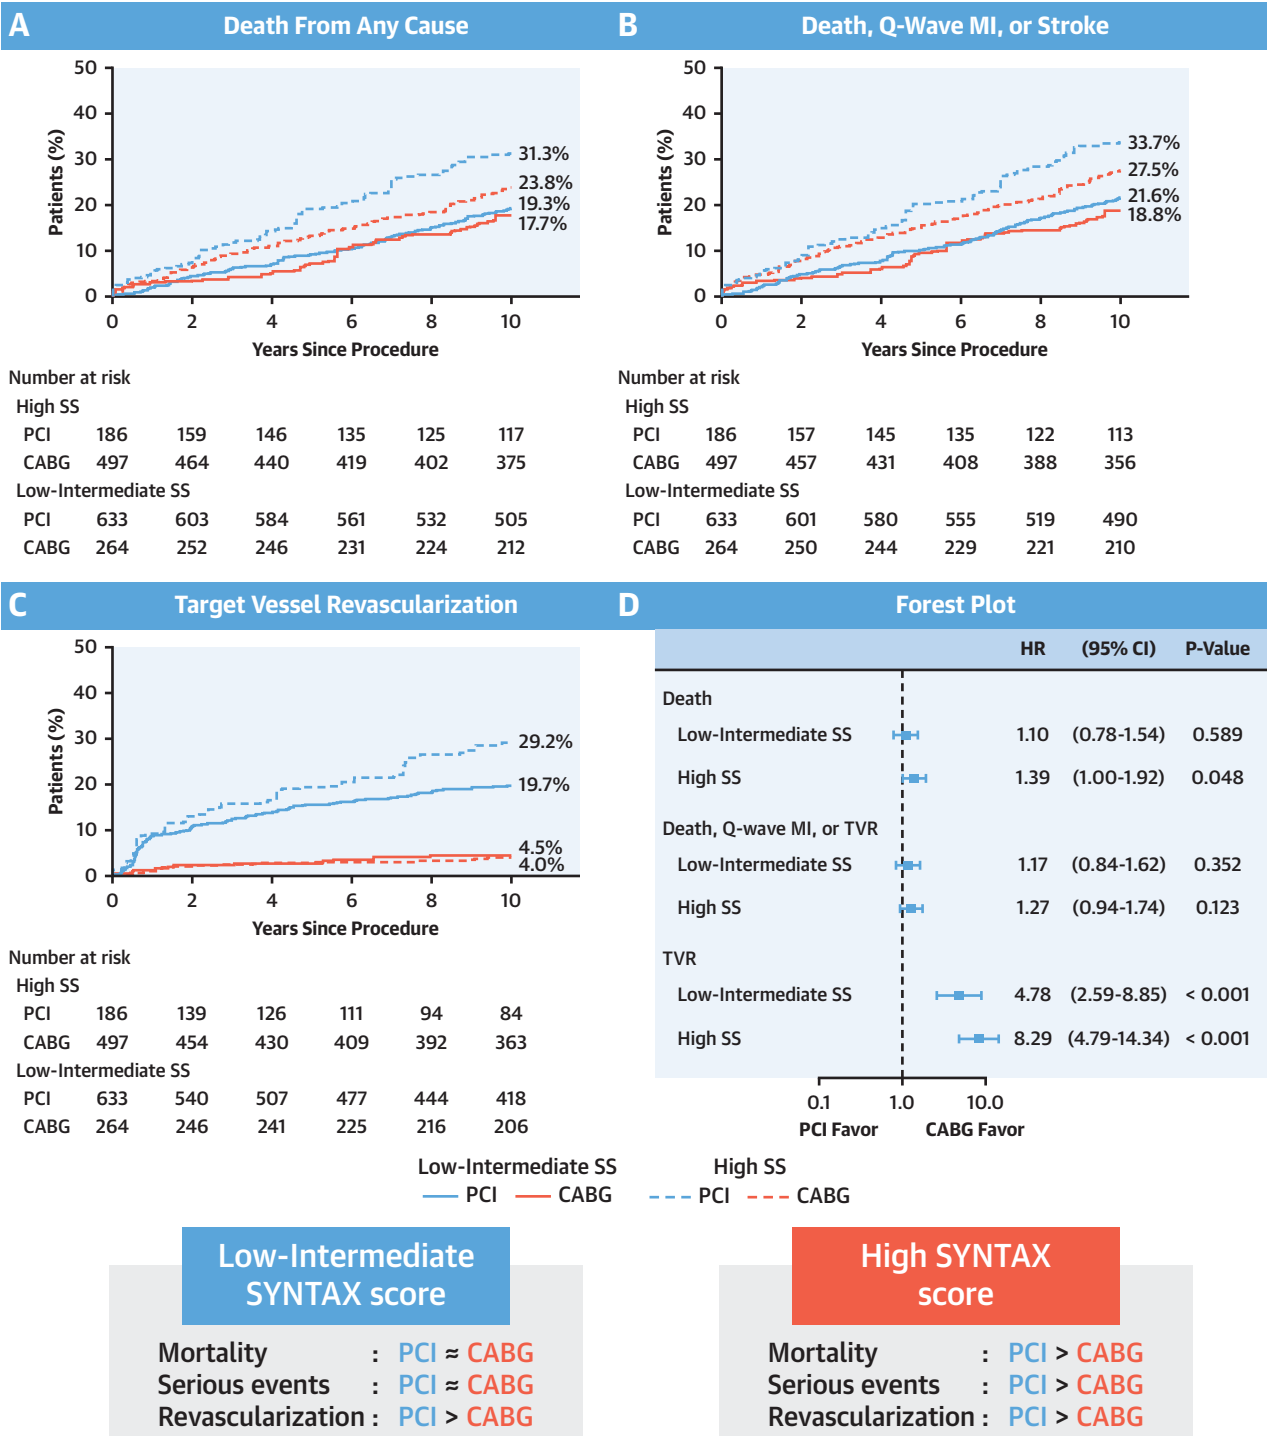 A Death From Any Cause
Patients (%)
50
40
30
20
10
0
31.3%
23.8%
19.3%
17.7%
0 2 4 6 8 10
Years Since Procedure
Number at risk
High SS
PCI 186 159 146 135 125 117
CABG 497 464 440 419 402 375
Low-Intermediate SS
PCI 633 603 584 561 532 505
CABG 264 252 246 231 224 212
B Death, Q-Wave MI, or Stroke
Patients (%)
50
40
30
20
10
0
33.7%
27.5%
21.6%
18.8%
0 2 4 6 8 10
Years Since Procedure
Number at risk
High SS
PCI 186 157 145 135 122 113
CABG 497 457 431 408 388 356
Low-Intermediate SS
PCI 633 601 580 555 519 490
CABG 264 250 244 229 221 210
C Target Vessel Revascularization
Patients (%)
50
40
30
20
10
0
29.2%
19.7%
4.5%
4.0%
0 2 4 6 8 10
Years Since Procedure
Number at risk
High SS
PCI 186 139 126 111 94 84
CABG 497 454 430 409 392 363
Low-Intermediate SS
PCI 633 540 507 477 444 418
CABG 264 246 241 225 216 206
D Forest Plot
HR (95% CI) P-Value
Death
Low-Intermediate SS 1.10 (0.78-1.54) 0.589
High SS 1.39 (1.00-1.92) 0.048
Death, Q-wave MI, or TVR
Low-Intermediate SS 1.17 (0.84-1.62) 0.352
High SS 1.27 (0.94-1.74) 0.123
TVR
Low-Intermediate SS 4.78 (2.59-8.85) < 0.001
High SS 8.29 (4.79-14.34) < 0.001
0.1 1.0 10.0
PCI Favor CABG Favor
Low-Intermediate SS High SS
PCI CABG PCI CABG
Low-Intermediate
SYNTAX score
Mortality : PCI ≈ CABG
Serious events : PCI ≈ CABG
Revascularization : PCI > CABG
High SYNTAX
score
Mortality : PCI > CABG
Serious events : PCI > CABG
Revascularization : PCI > CABG